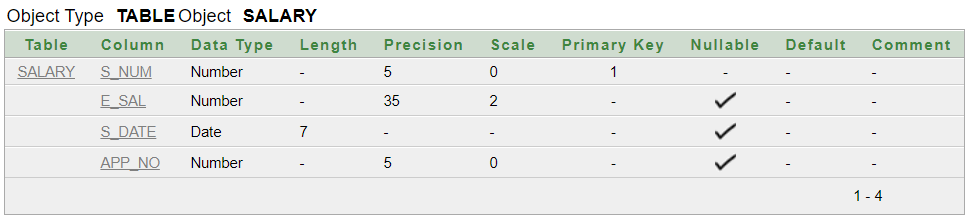 Object Type TABLE Object SALARY
Table Column Data Type Length Precision Scale Primary Key Nullable Default Comment
SALARY S_NUM Number - 5 0 1 - - -
E_SAL Number - 35 2 - ✓ - -
S_DATE Date 7 - - - ✓ - -
APP_NO Number - 5 0 - ✓ - -
1 - 4